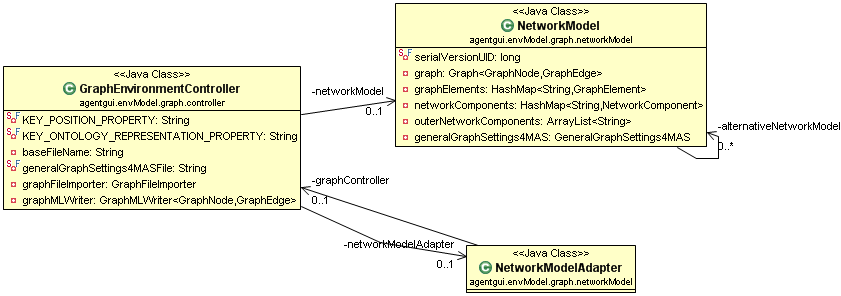 <<Java Class>>
NetworkModel
agentgui.envModel.graph.networkModel
serialVersionUID: long
graph: Graph<GraphNode,GraphEdge>
graphElements: HashMap<String,GraphElement>
networkComponents: HashMap<String,NetworkComponent>
outerNetworkComponents: ArrayList<String>
generalGraphSettings4MAS: GeneralGraphSettings4MAS
<<Java Class>>
GraphEnvironmentController
agentgui.envModel.graph.controller
KEY_POSITION_PROPERTY: String
KEY_ONTOLOGY_REPRESENTATION_PROPERTY: String
baseFileName: String
generalGraphSettings4MASFile: String
graphFileImporter: GraphFileImporter
graphMLWriter: GraphMLWriter<GraphNode,GraphEdge>
-networkModel
0..1
-alternativeNetworkModel
0..*
-graphController
0..1
-networkModelAdapter
0..1
<<Java Class>>
NetworkModelAdapter
agentgui.envModel.graph.networkModel